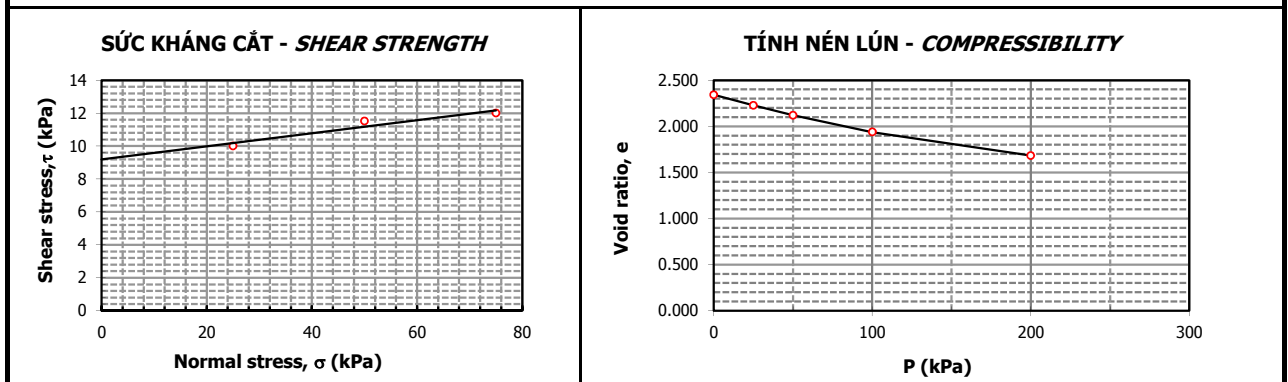 SỨC KHÁNG CẮT - SHEAR STRENGTH
14
12
10
8
6
4
2
0
Shear stress,τ (kPa)
0 20 40 60 80
Normal stress, σ (kPa)
TÍNH NÉN LÚN - COMPRESSIBILITY
2.500
2.000
1.500
1.000
0.500
0.000
Void ratio, e
0 100 200 300
P (kPa)